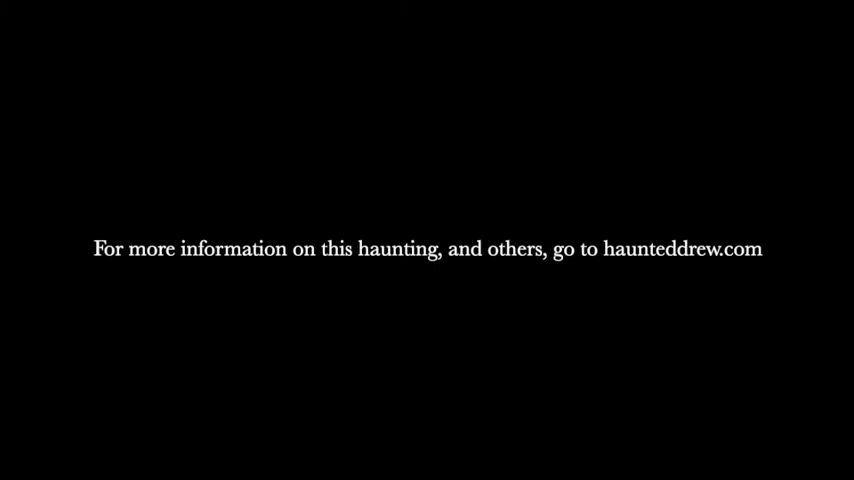 For more information on this haunting, and others, go to haunteddrew.com